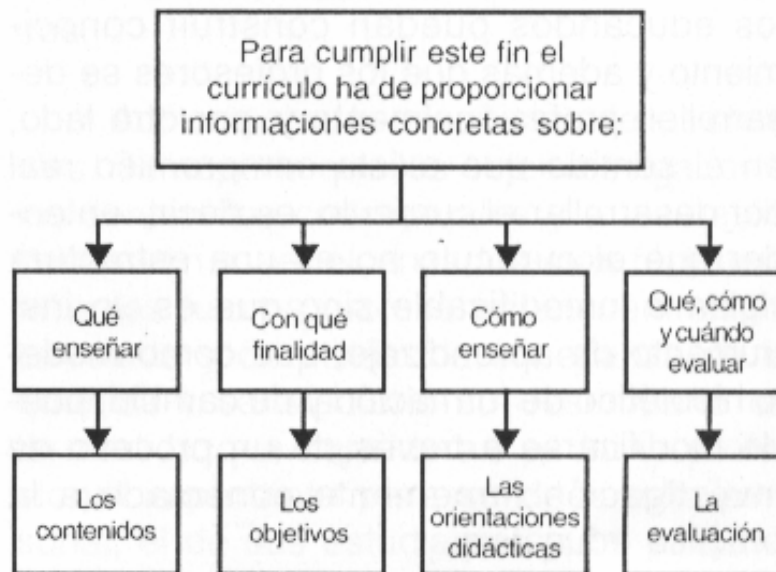 Para cumplir este fin el
currículo ha de proporcionar
informaciones concretas sobre:
Qué
enseñar
Con qué
finalidad
Cómo
enseñar
Qué, cómo
y cuándo
evaluar
Los
contenidos
Los
objetivos
Las
orientaciones
didácticas
La
evaluación